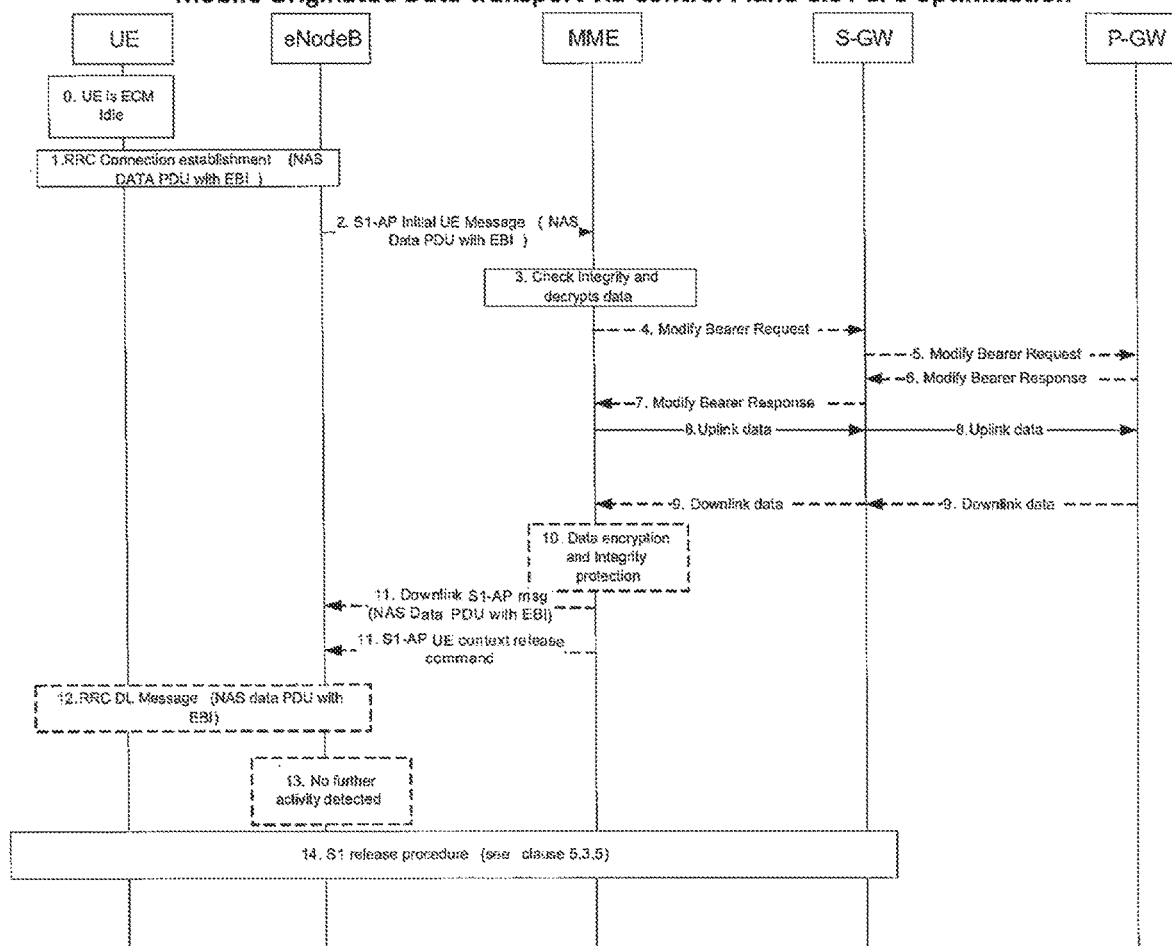 Mobile Originated Data transport
UE
eNodeB
MME
S-GW
P-GW
0. UE is ECM
Idle
1.RRC Connection establishment (NAS
DATA PDU with EBI )
2. S1-AP Initial UE Message ( NAS
Data PDU with EBI )
3. Check Integrity and
decrypts data
4. Modify Bearer Request
5. Modify Bearer Request
6. Modify Bearer Response
7. Modify Bearer Response
8.Uplink data
8.Uplink data
9. Downlink data
9. Downlink data
10. Data encryption
and Integrity
protection
11. Downlink S1-AP msg
(NAS Data PDU with EBI)
11. S1-AP UE context release
command
12.RRC DL Message (NAS data PDU with
EBI)
13. No further
activity detected
14. S1 release procedure (see clause 5.3.5)